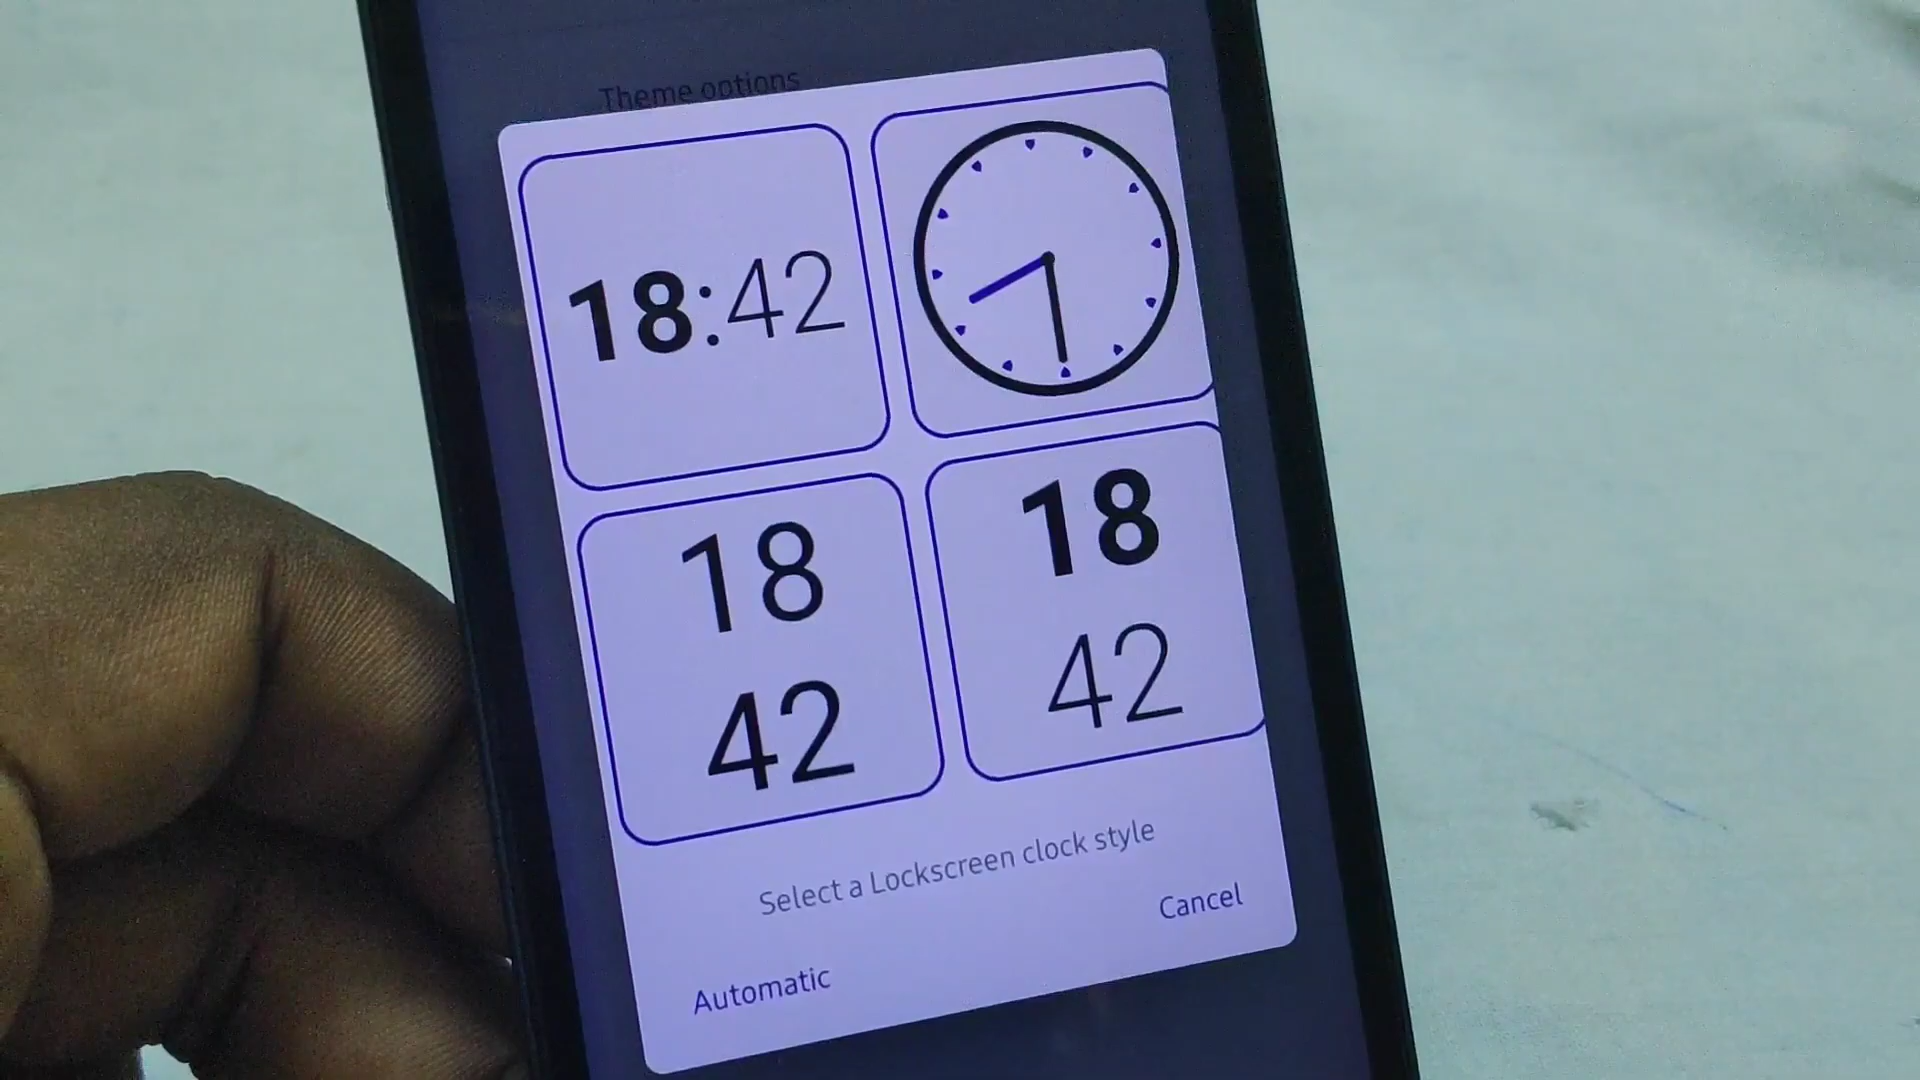 Theme options
18:42
18
42
18
42
Select a Lockscreen clock style
Cancel
Automatic